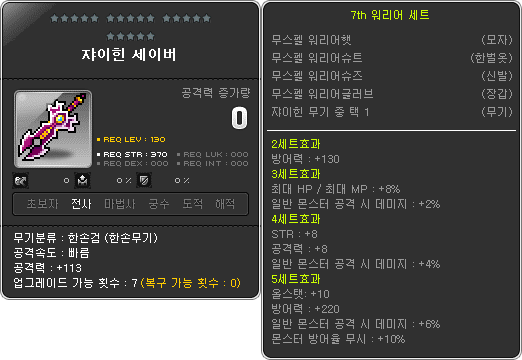 쟈이힌 세이버
공격력 증가량
0
REQ LEV : 130
REQ STR : 370
REQ LUK : 000
REQ DEX : 000
REQ INT : 000
0
0 %
0 %
초보자 전사 마법사 궁수 도적 해적
무기분류 : 한손검 (한손무기)
공격속도 : 빠름
공격력 : +113
업그레이드 가능 횟수 : 7 (복구 가능 횟수 : 0)
7th 워리어 세트
무스펠 워리어햇 (모자)
무스펠 워리어슈트 (한벌옷)
무스펠 워리어슈즈 (신발)
무스펠 워리어글러브 (장갑)
쟈이힌 무기 중 택 1 (무기)
2세트효과
방어력 : +130
3세트효과
최대 HP / 최대 MP : +8%
일반 몬스터 공격 시 데미지 : +2%
4세트효과
STR : +8
공격력 : +8
일반 몬스터 공격 시 데미지 : +4%
5세트효과
올스탯: +10
방어력 : +220
일반 몬스터 공격 시 데미지 : +6%
몬스터 방어율 무시 : +10%